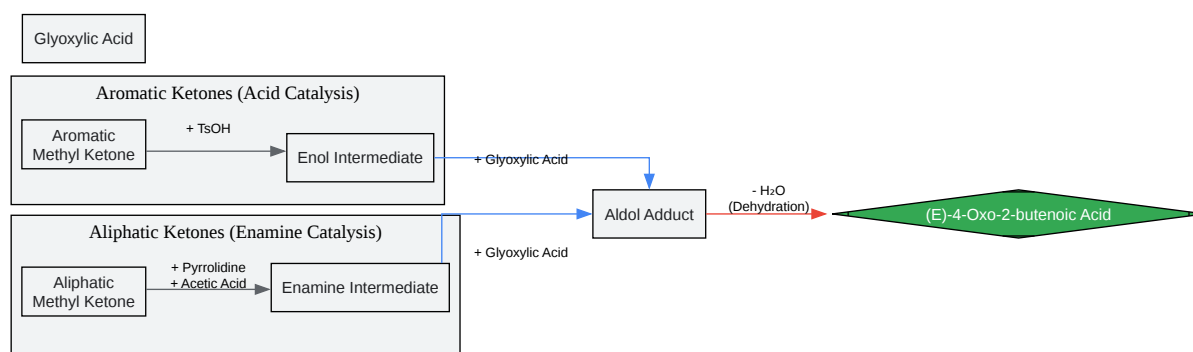 Glyoxylic Acid
Aromatic Ketones (Acid Catalysis)
Aromatic
Methyl Ketone
+ TsOH
Enol Intermediate
+ Glyoxylic Acid
Aliphatic Ketones (Enamine Catalysis)
Aliphatic
Methyl Ketone
+ Pyrrolidine
+ Acetic Acid
Enamine Intermediate
+ Glyoxylic Acid
Aldol Adduct
- H₂O
(Dehydration)
(E)-4-Oxo-2-butenoic Acid